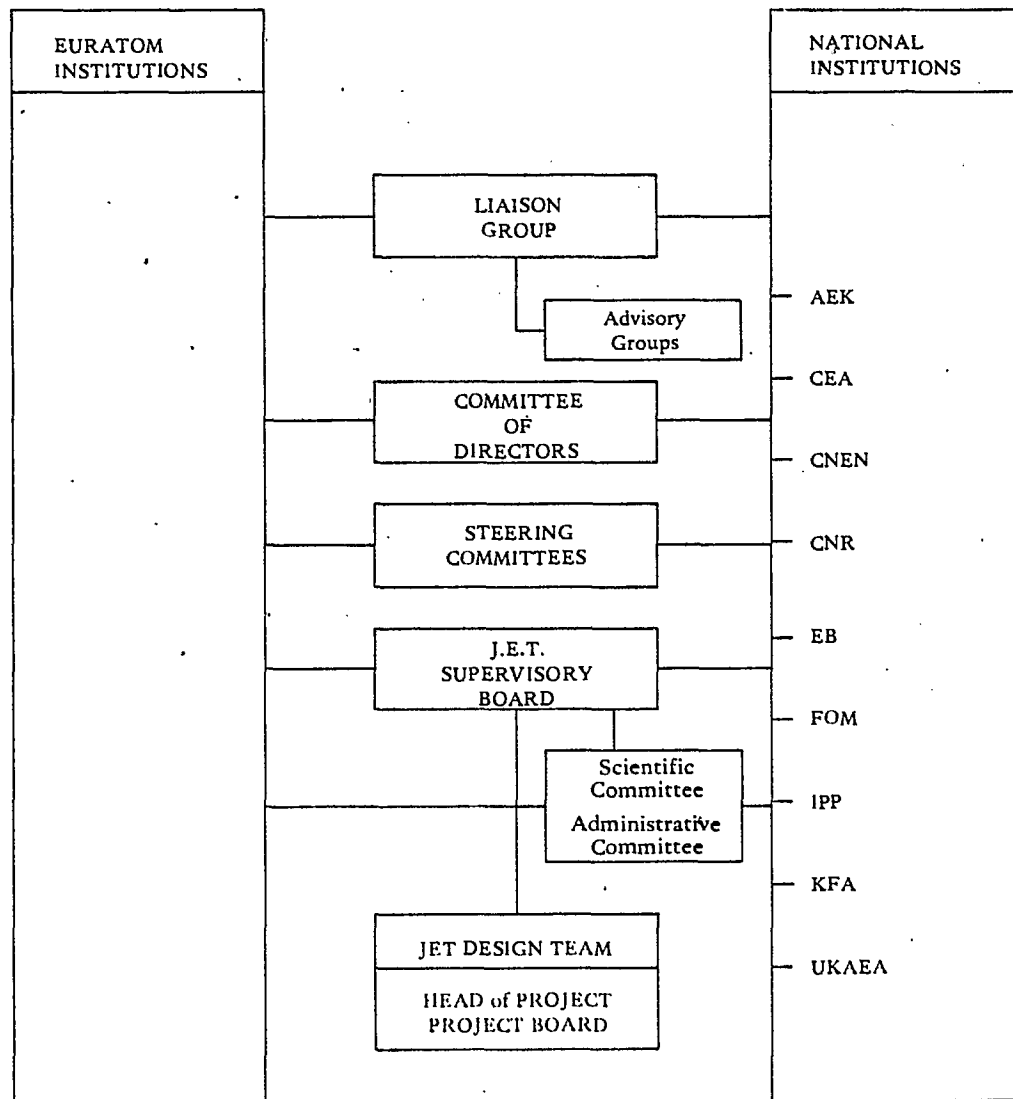 EURATOM
INSTITUTIONS
NATIONAL
INSTITUTIONS
LIAISON
GROUP
Advisory
Groups
COMMITTEE
OF
DIRECTORS
STEERING
COMMITTEES
J.E.T.
SUPERVISORY
BOARD
Scientific
Committee
Administrative
Committee
JET DESIGN TEAM
HEAD of PROJECT
PROJECT BOARD
AEK
CEA
CNEN
CNR
EB
FOM
IPP
KFA
UKAEA